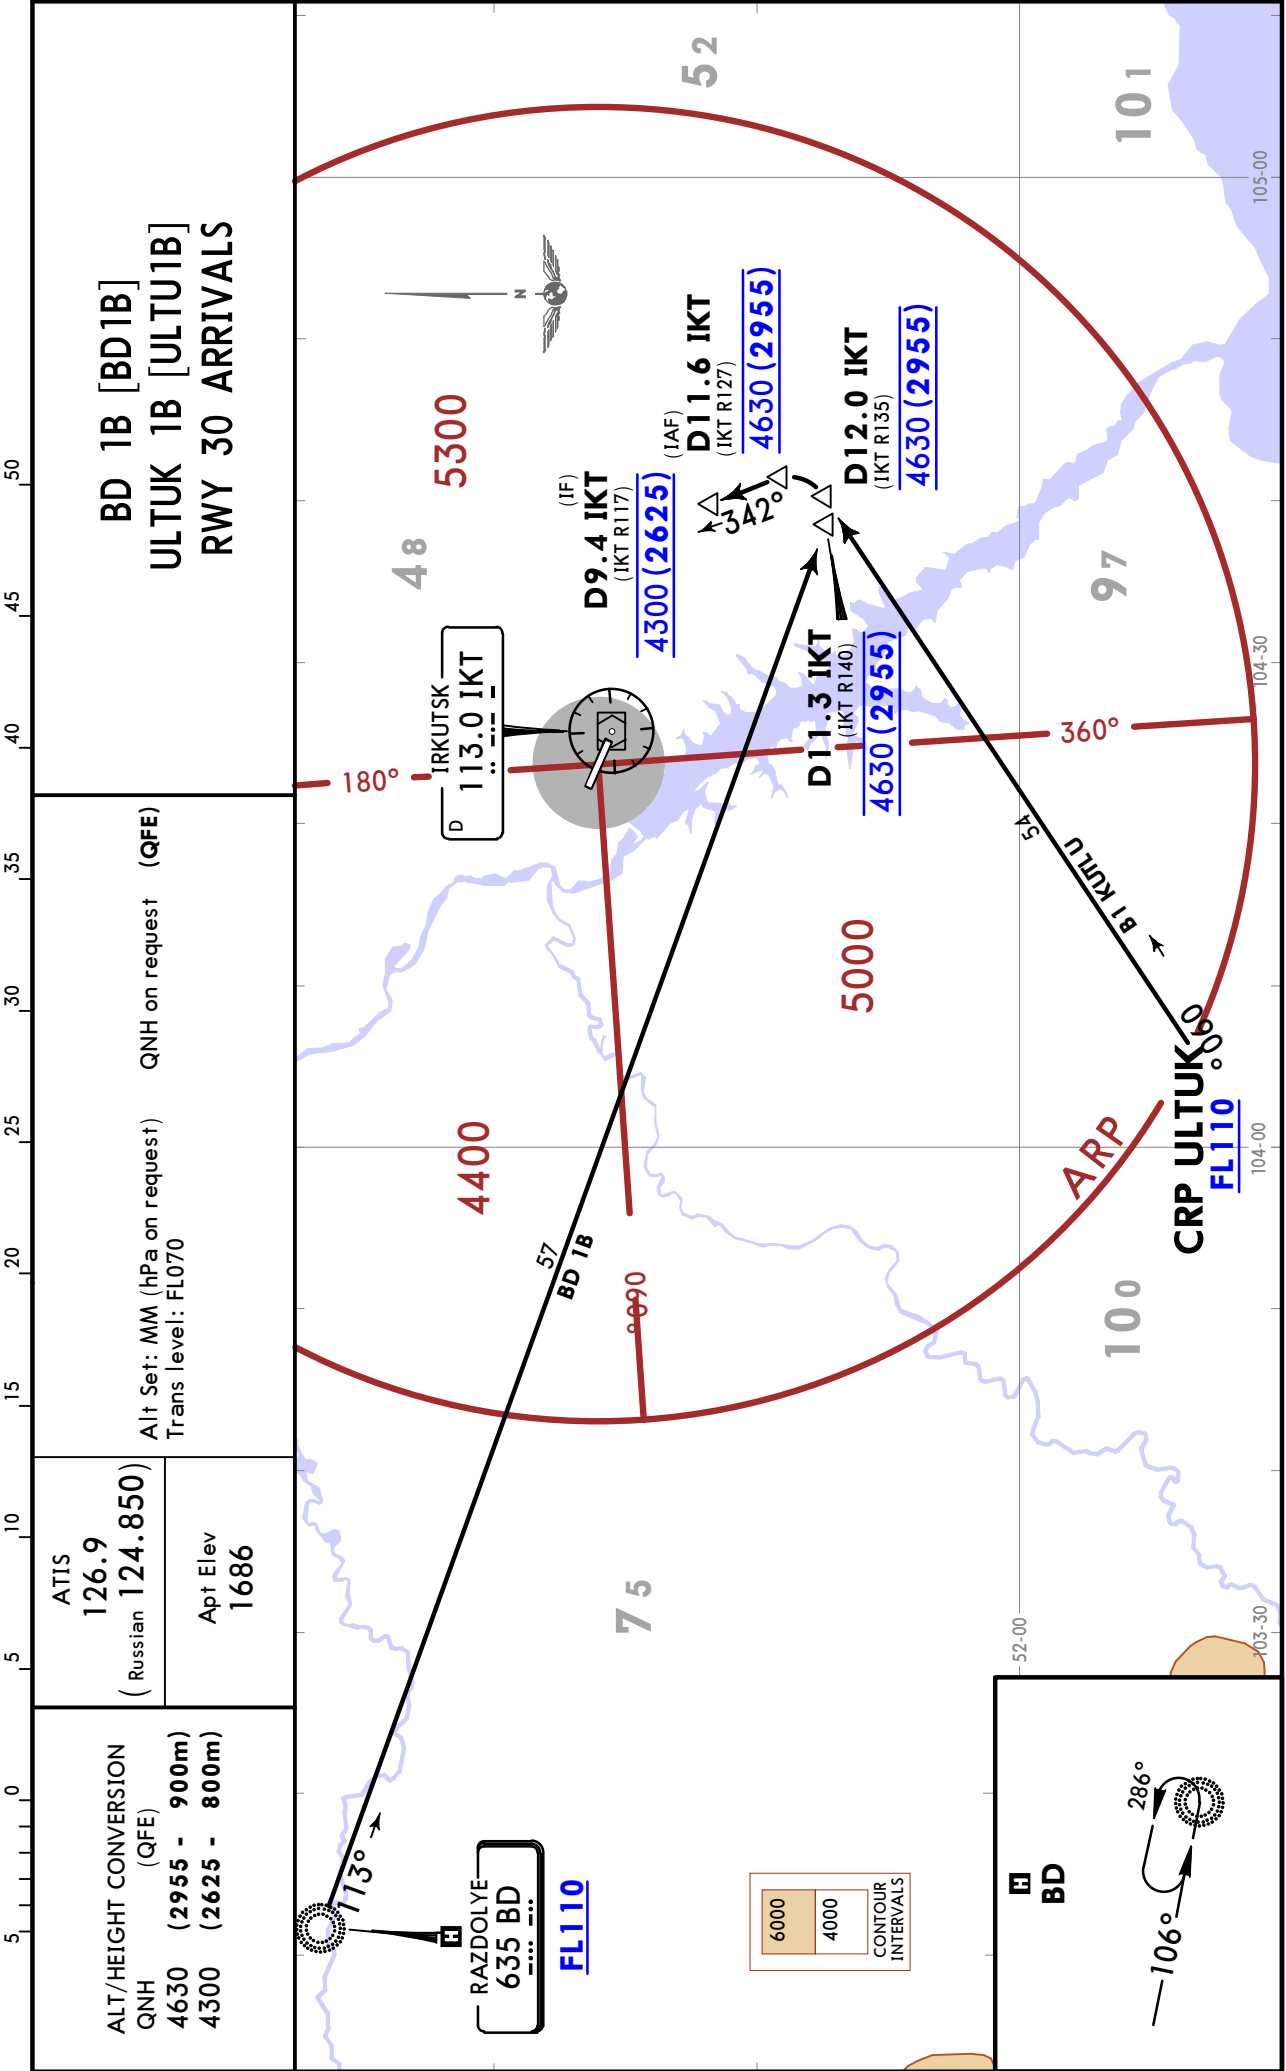 BD 1B [BD1B]
ULTUK 1B [ULTU1B]
RWY 30 ARRIVALS
Alt Set: MM (hPa on request) QNH on request (QFE)
Trans level: FL070
ATIS
126.9
(Russian 124.850)
Apt Elev
1686
ALT/HEIGHT CONVERSION
QNH (QFE)
4630 (2955 - 900m)
4300 (2625 - 800m)
5 0 5 10 15 20 25 30 35 40 45 50
113°
RAZDOLYE
635 BD
H
FL110
57
BD 1B
4400
090°
75
180°
IRKUTSK
D 113.0 IKT
48
5300
N
52
(IF)
D9.4 IKT
(IKT R117)
4300 (2625)
(IAF)
D11.6 IKT
(IKT R127)
4630 (2955)
342°
D12.0 IKT
(IKT R135)
4630 (2955)
D11.3 IKT
(IKT R140)
4630 (2955)
360°
5000
54
B1 KUTLU
060°
CRP ULTUK
FL110
ARP
100
97
101
52-00
103-30
104-00
104-30
105-00
6000
4000
CONTOUR
INTERVALS
H
BD
286°
106°